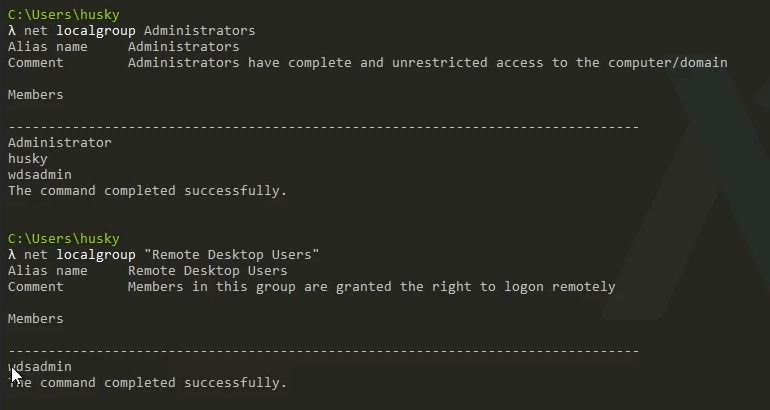 C:\Users\husky
λ net localgroup Administrators
Alias name     Administrators
Comment        Administrators have complete and unrestricted access to the computer/domain
Members
-------------------------------------------------------------------------------
Administrator
husky
wdsadmin
The command completed successfully.
C:\Users\husky
λ net localgroup "Remote Desktop Users"
Alias name     Remote Desktop Users
Comment        Members in this group are granted the right to logon remotely
Members
-------------------------------------------------------------------------------
wdsadmin
The command completed successfully.